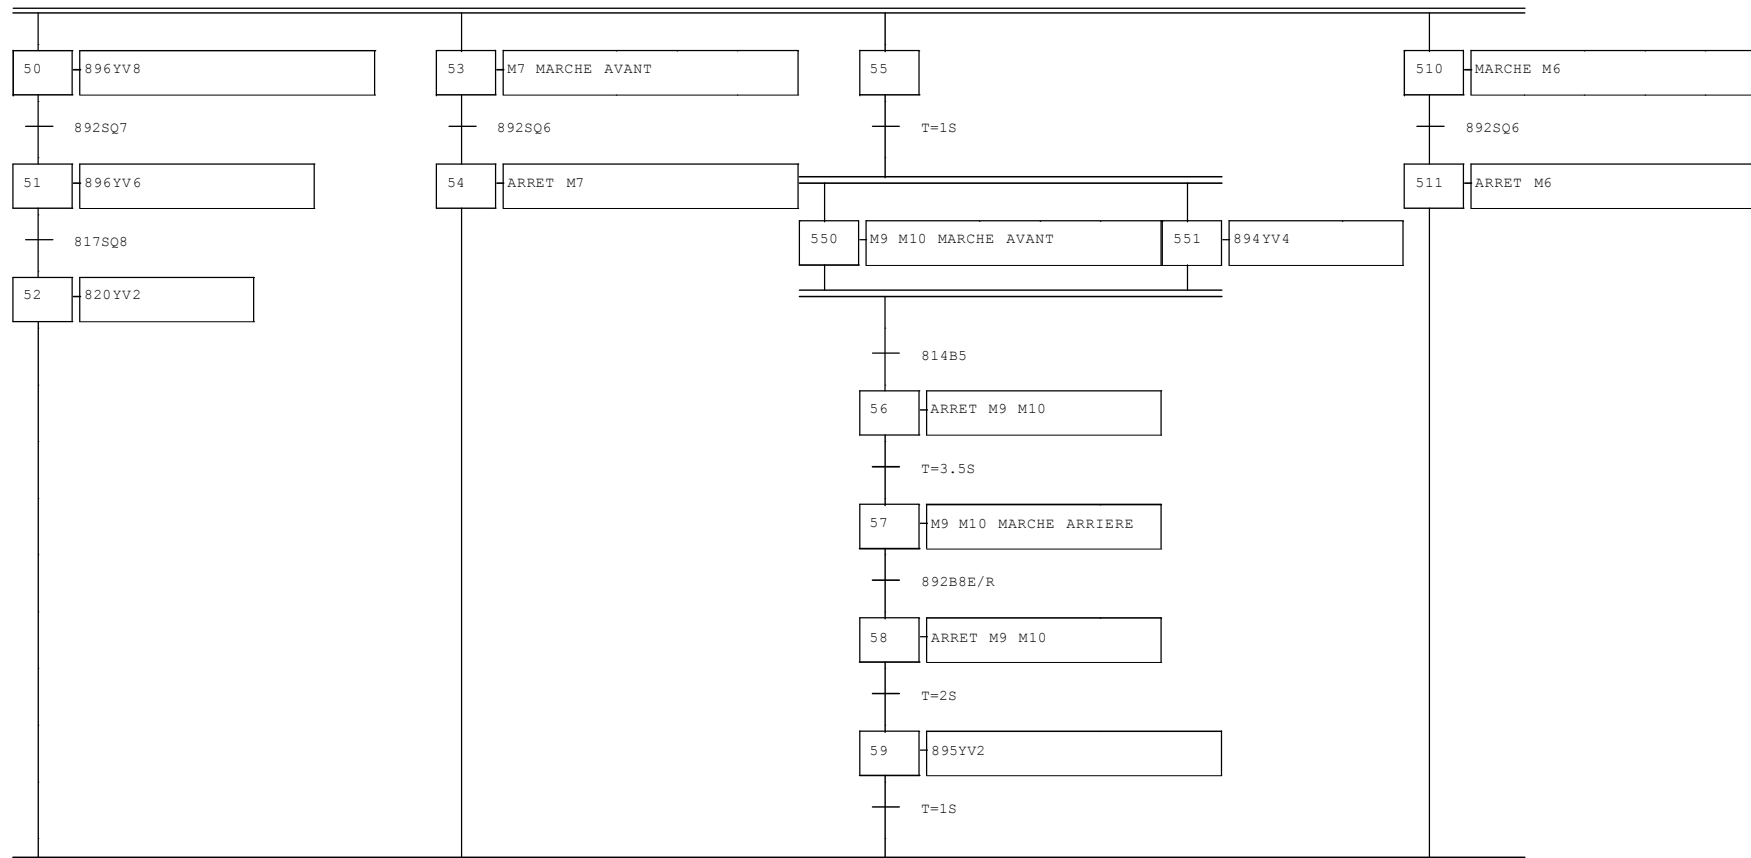 50 896YV8 53 M7 MARCHE AVANT 55 510 MARCHE M6
892SQ7 892SQ6 T=1S 892SQ6
51 896YV6 54 ARRET M7 511 ARRET M6
817SQ8 550 M9 M10 MARCHE AVANT 551 894YV4
52 820YV2
814B5
56 ARRET M9 M10
T=3.5S
57 M9 M10 MARCHE ARRIERE
892B8E/R
58 ARRET M9 M10
T=2S
59 895YV2
T=1S